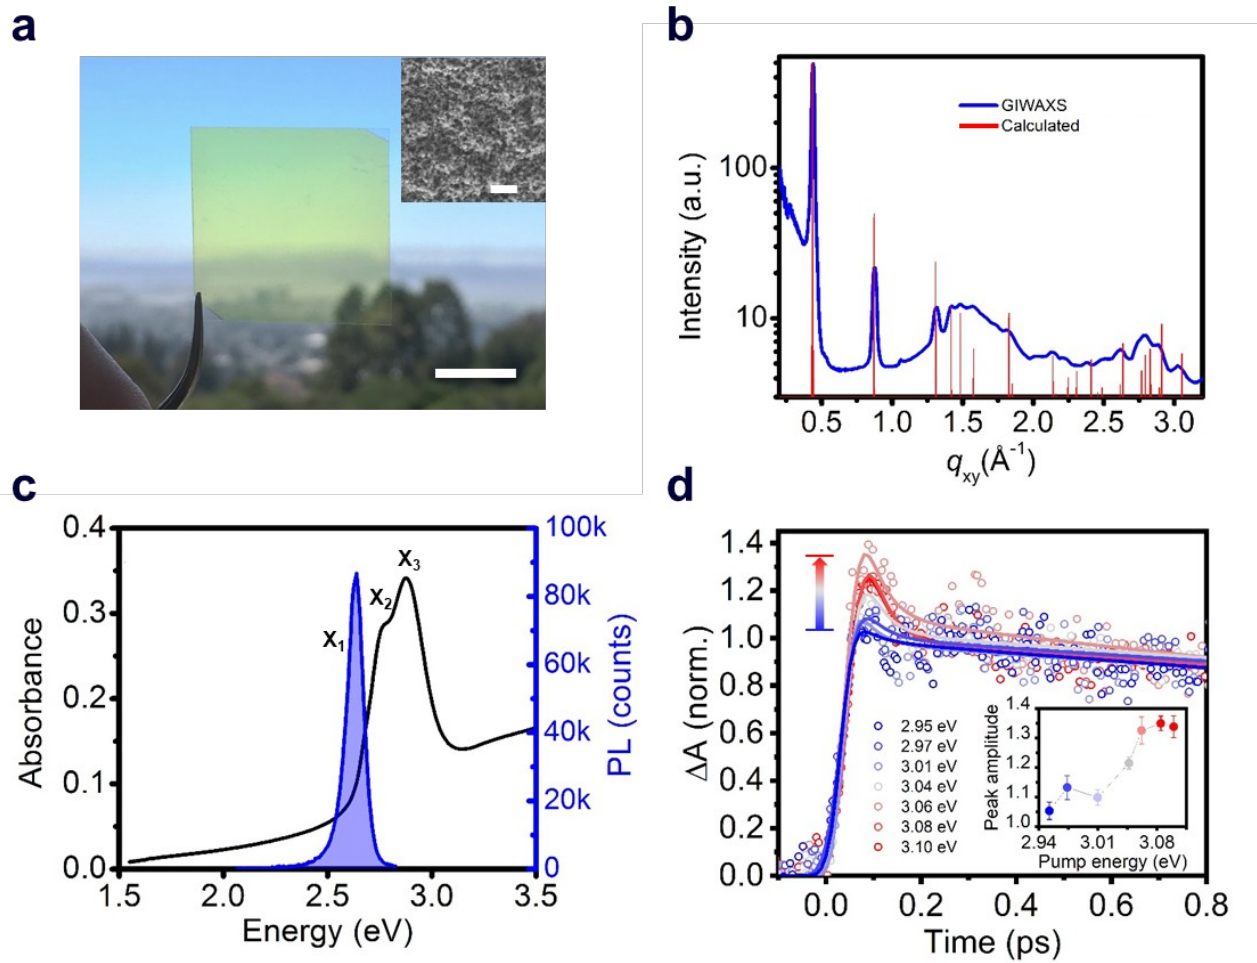 a
b
GIWAXS
Calculated
100
10
Intensity (a.u.)
0.5 1.0 1.5 2.0 2.5 3.0
qxy(Å-1)
c
X1
X2
X3
0.4
0.3
0.2
0.1
0.0
Absorbance
100k
80k
60k
40k
20k
0
PL (counts)
1.5 2.0 2.5 3.0 3.5
Energy (eV)
d
1.4
1.2
1.0
0.8
0.6
0.4
0.2
0.0
ΔA (norm.)
2.95 eV
2.97 eV
3.01 eV
3.04 eV
3.06 eV
3.08 eV
3.10 eV
1.4
1.3
1.2
1.1
1.0
Peak amplitude
2.94 3.01 3.08
Pump energy (eV)
0.0 0.2 0.4 0.6 0.8
Time (ps)